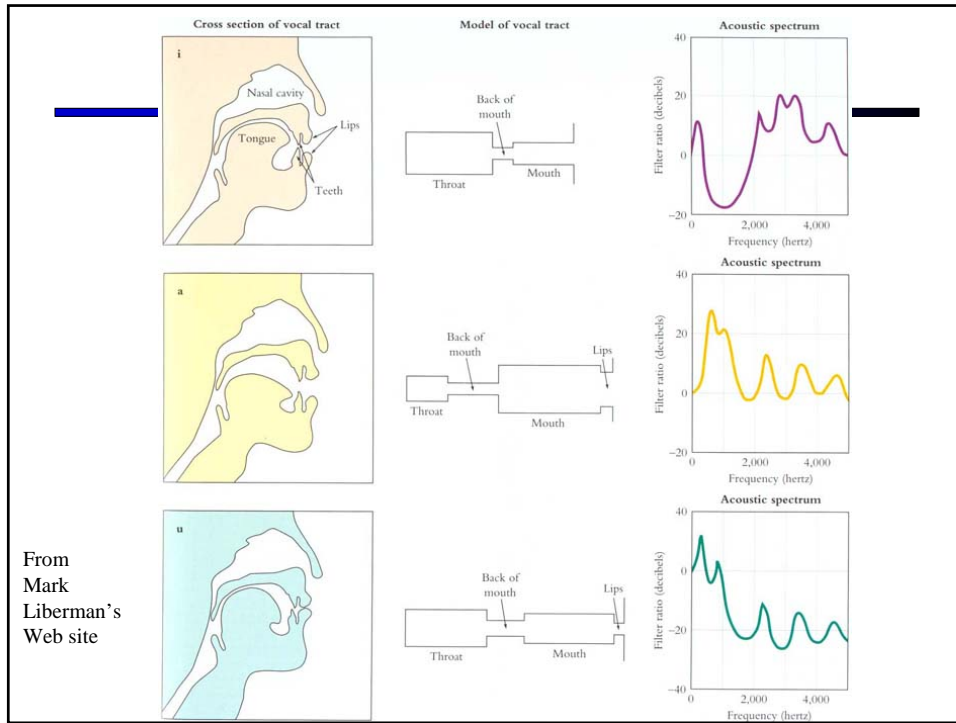 Cross section of vocal tract
Model of vocal tract
Acoustic spectrum
i
Nasal cavity
Tongue
Lips
Teeth
Back of
mouth
Throat
Mouth
Filter ratio (decibels)
40
20
0
−20
0
2,000
4,000
Frequency (hertz)
a
Back of
mouth
Lips
Throat
Mouth
Acoustic spectrum
Filter ratio (decibels)
40
20
0
−20
0
2,000
4,000
Frequency (hertz)
u
Back of
mouth
Lips
Throat
Mouth
Acoustic spectrum
Filter ratio (decibels)
40
20
0
−20
−40
0
2,000
4,000
Frequency (hertz)
From
Mark
Liberman’s
Web site